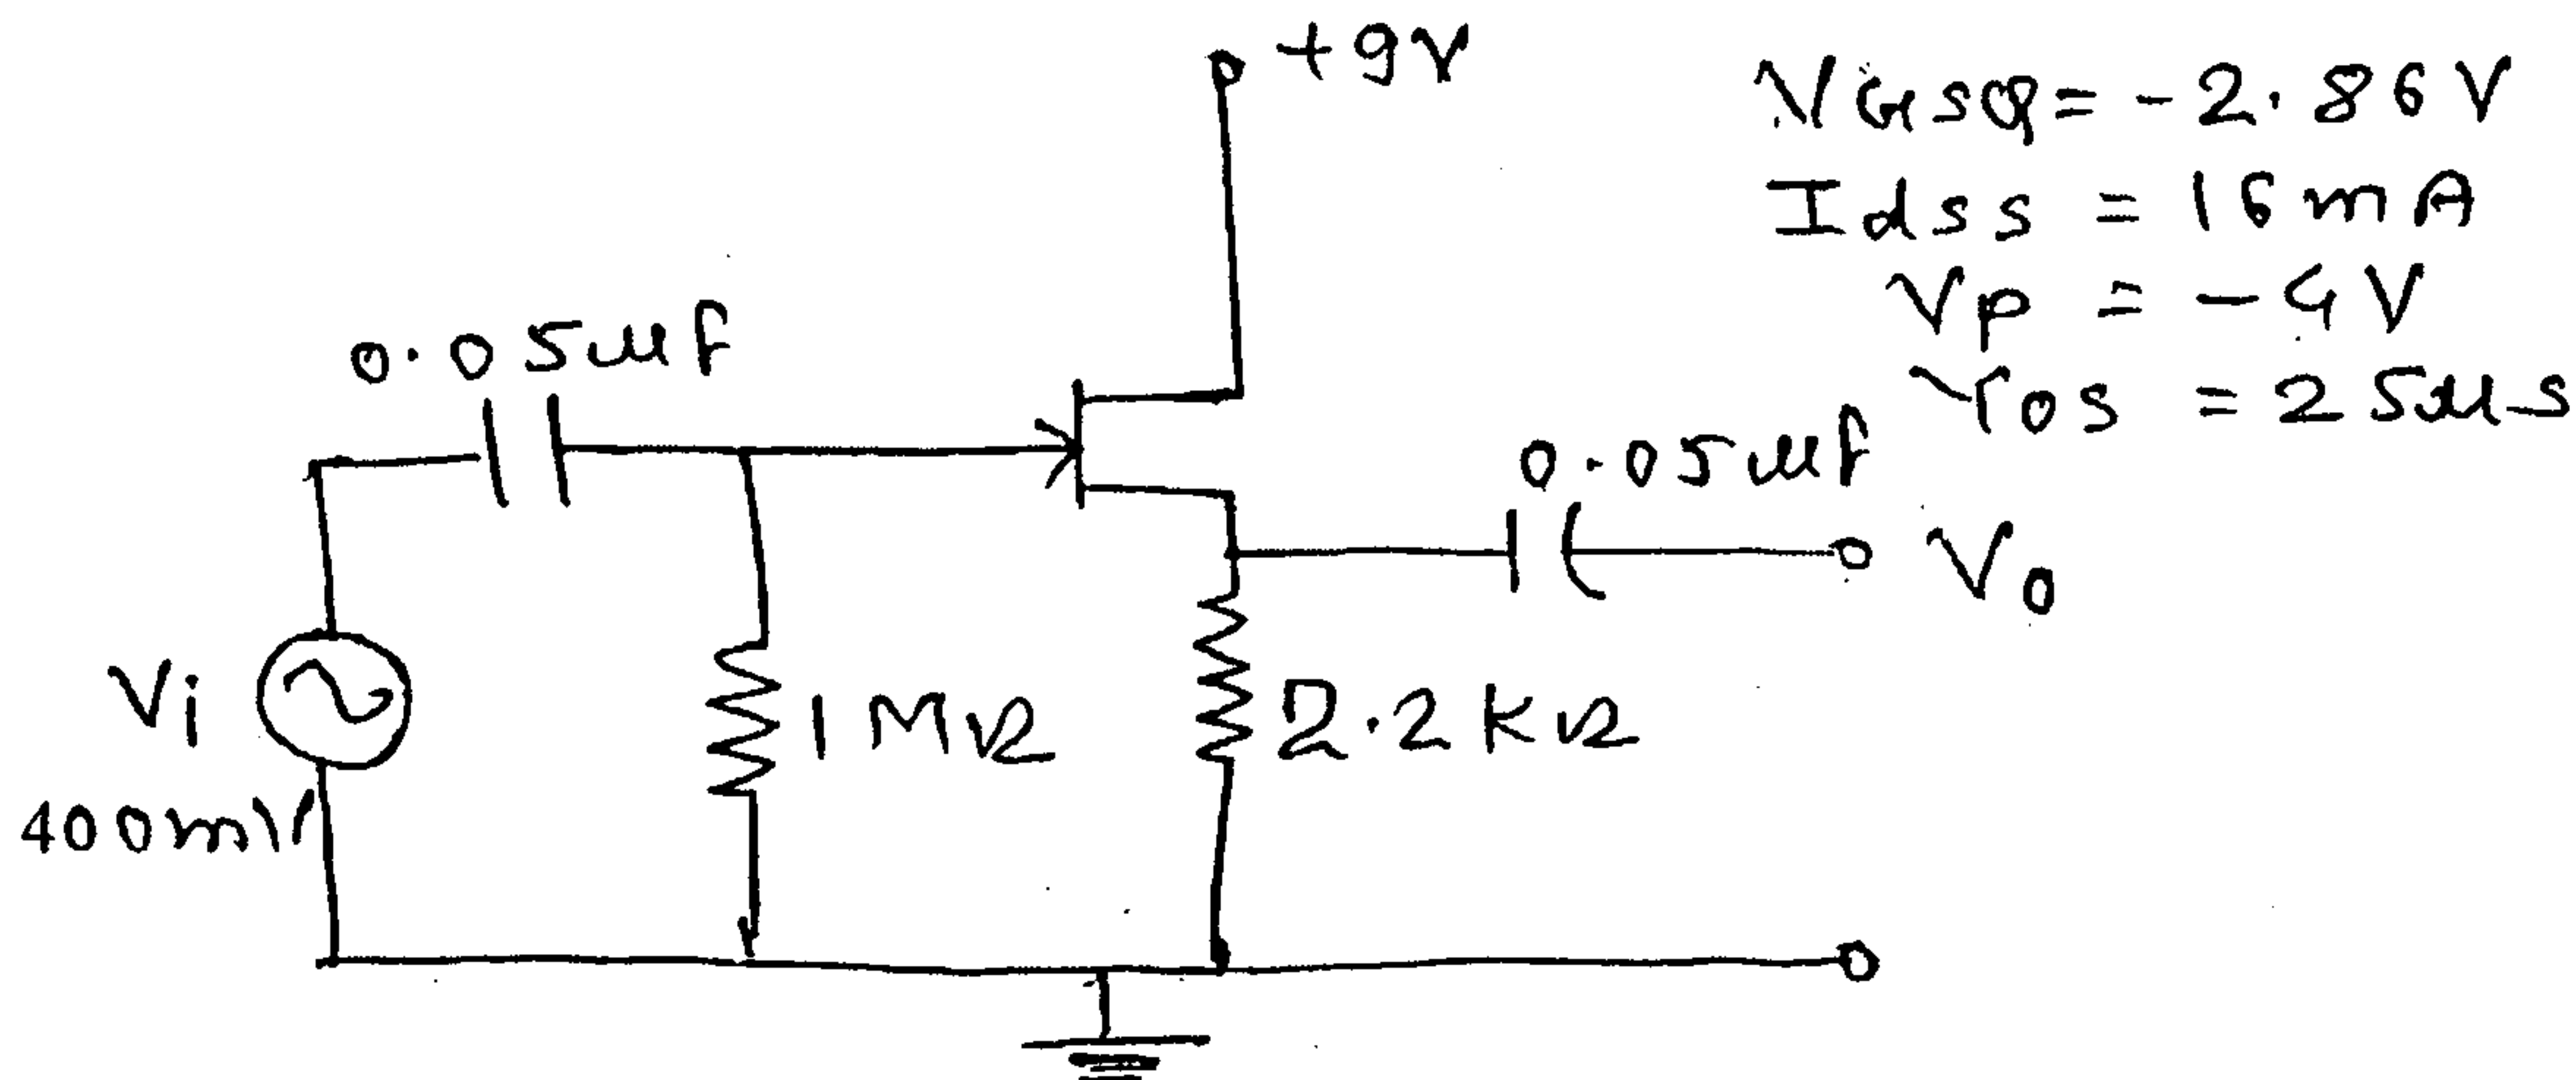 +9V
VGSQ = -2.86V
Idss = 16mA
Vp = -4V
Yos = 25μs
0.05μf
0.05μf
Vo
Vi
400mV
1MΩ
2.2KΩ